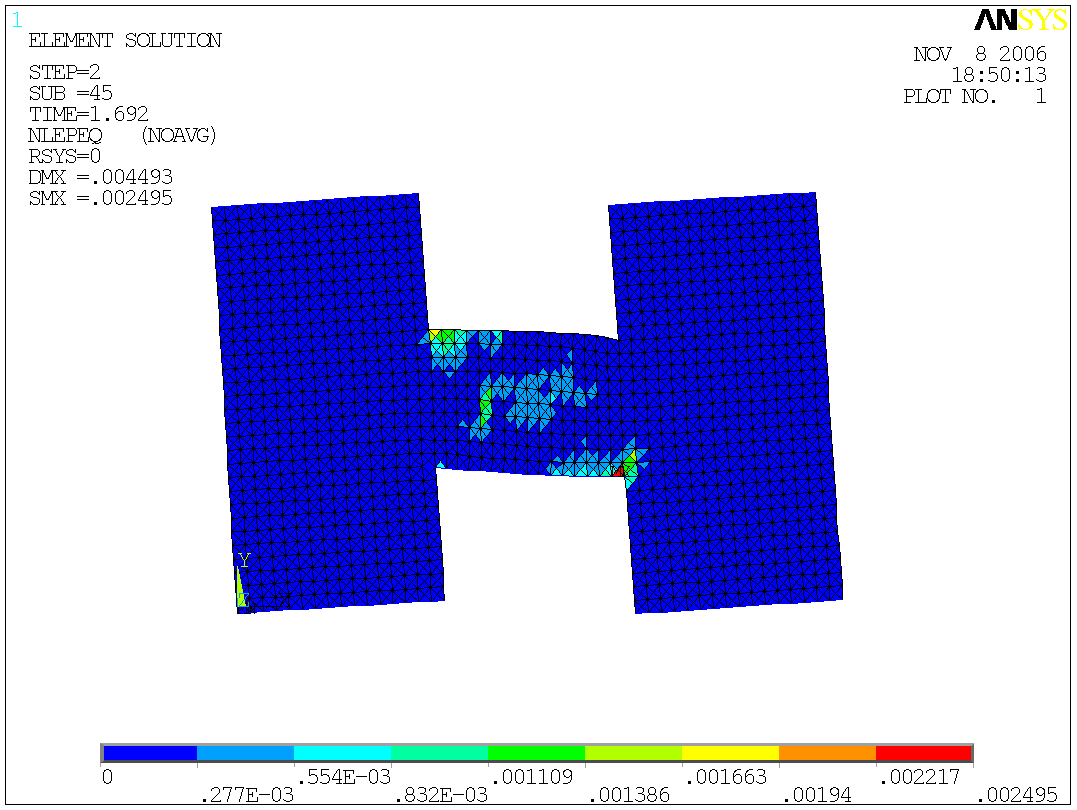 1
ANSYS
ELEMENT SOLUTION
NOV 8 2006
18:50:13
PLOT NO. 1
STEP=2
SUB =45
TIME=1.692
NLEPEQ (NOAVG)
RSYS=0
DMX =.004493
SMX =.002495
Y
0
.277E-03
.554E-03
.832E-03
.001109
.001386
.001663
.00194
.002217
.002495